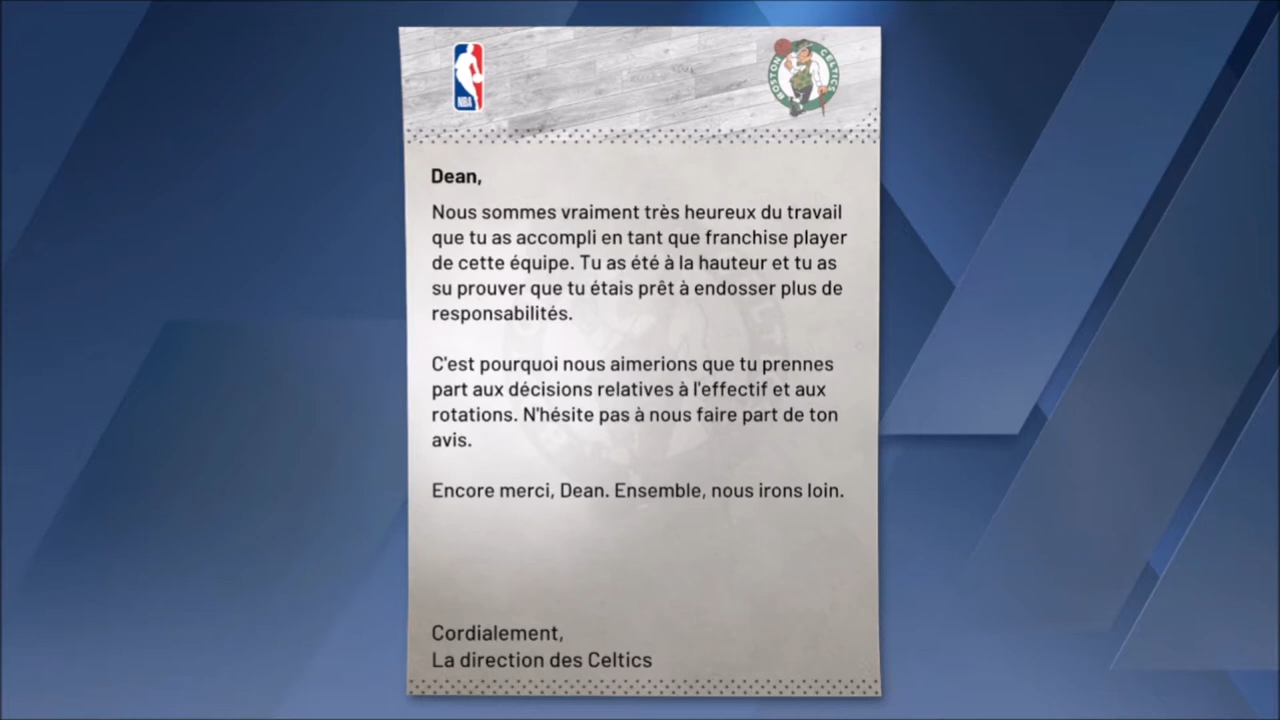 NBA
BOSTON CELTICS
Dean,
Nous sommes vraiment très heureux du travail
que tu as accompli en tant que franchise player
de cette équipe. Tu as été à la hauteur et tu as
su prouver que tu étais prêt à endosser plus de
responsabilités.
C'est pourquoi nous aimerions que tu prennes
part aux décisions relatives à l'effectif et aux
rotations. N'hésite pas à nous faire part de ton
avis.
Encore merci, Dean. Ensemble, nous irons loin.
Cordialement,
La direction des Celtics